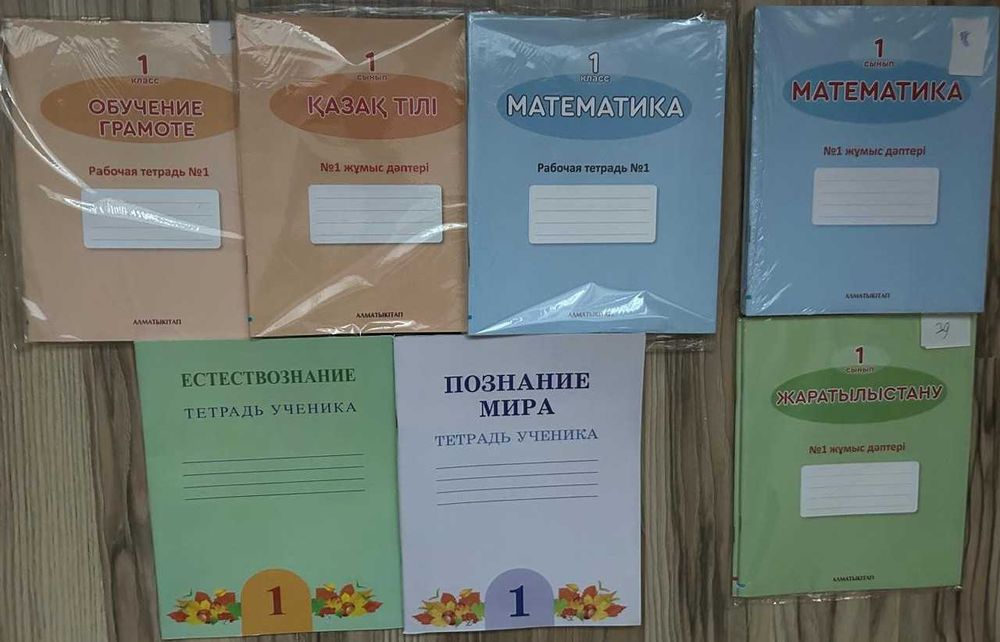 1
класс
ОБУЧЕНИЕ
ГРАМОТЕ
Рабочая тетрадь №1
АЛМАТЫКІТАП
1
сынып
ҚАЗАҚ ТІЛІ
№1 жұмыс дәптері
АЛМАТЫКІТАП
1
класс
МАТЕМАТИКА
Рабочая тетрадь №1
АЛМАТЫКІТАП
1
сынып
МАТЕМАТИКА
№1 жұмыс дәптері
АЛМАТЫКІТАП
ЕСТЕСТВОЗНАНИЕ
ТЕТРАДЬ УЧЕНИКА
1
ПОЗНАНИЕ
МИРА
ТЕТРАДЬ УЧЕНИКА
1
39
1
сынып
ЖАРАТЫЛЫСТАНУ
№1 жұмыс дәптері
АЛМАТЫКІТАП